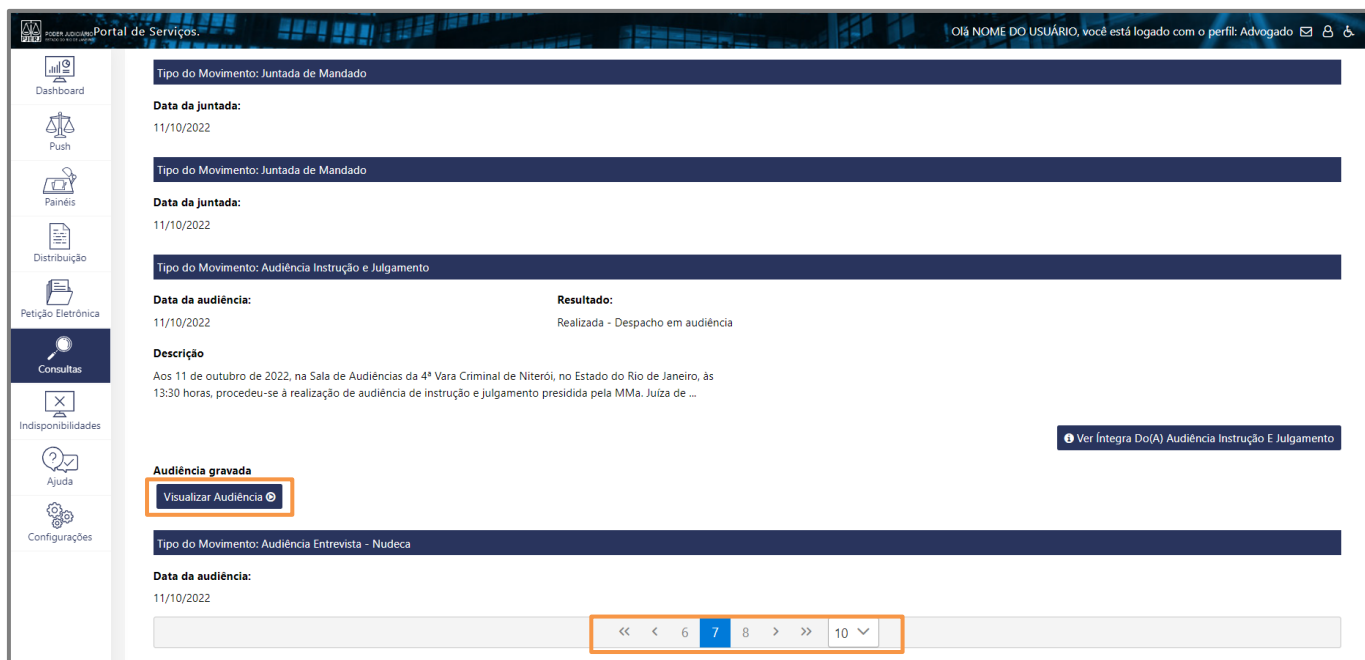 PODER JUDICIÁRIO
Portal de Serviços.
Olá NOME DO USUÁRIO, você está logado com o perfil: Advogado
Dashboard
Push
Painéis
Distribuição
Petição Eletrônica
Consultas
Indisponibilidades
Ajuda
Configurações
Tipo do Movimento: Juntada de Mandado
Data da juntada:
11/10/2022
Tipo do Movimento: Juntada de Mandado
Data da juntada:
11/10/2022
Tipo do Movimento: Audiência Instrução e Julgamento
Data da audiência: Resultado:
11/10/2022 Realizada - Despacho em audiência
Descrição
Aos 11 de outubro de 2022, na Sala de Audiências da 4ª Vara Criminal de Niterói, no Estado do Rio de Janeiro, às
13:30 horas, procedeu-se à realização de audiência de instrução e julgamento presidida pela MMa. Juíza de ...
Ver Íntegra Do(A) Audiência Instrução E Julgamento
Audiência gravada
Visualizar Audiência
Tipo do Movimento: Audiência Entrevista - Nudeca
Data da audiência:
11/10/2022
« < 6 7 8 > » 10